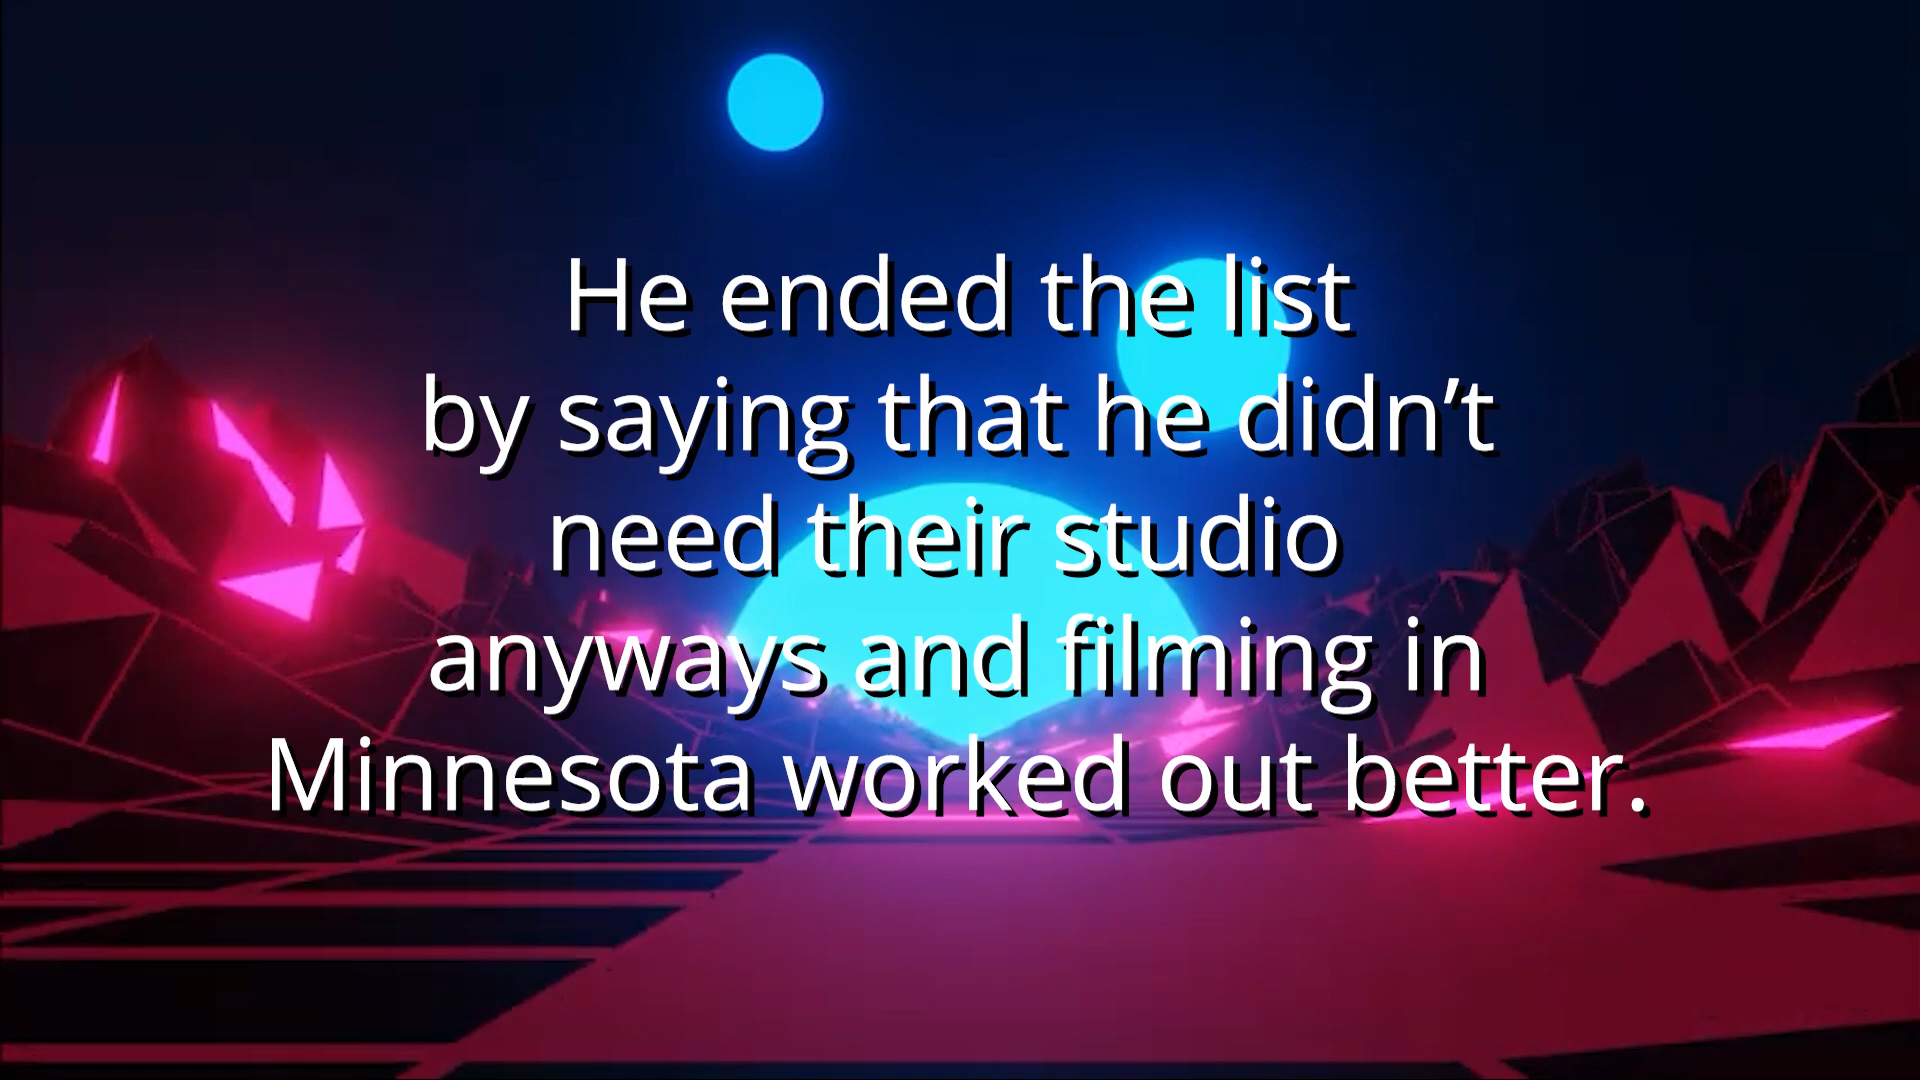 He ended the list
by saying that he didn’t
need their studio
anyways and filming in
Minnesota worked out better.